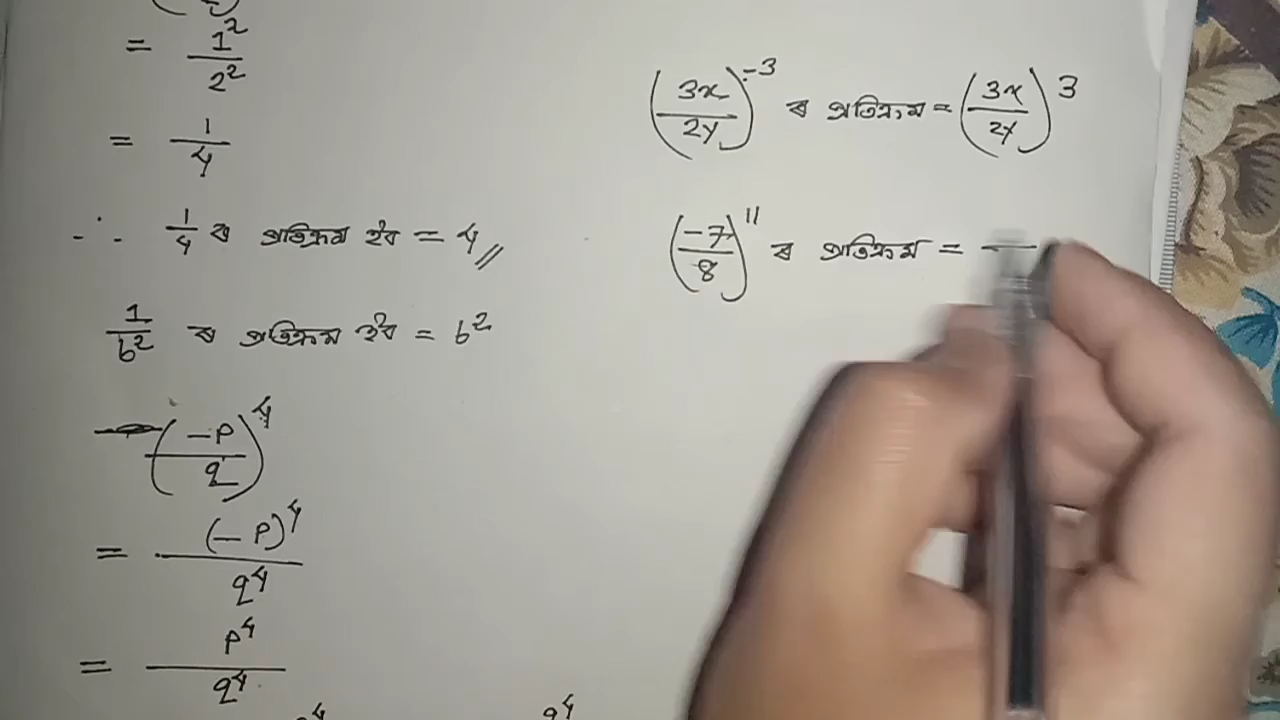 = 1²/2²
= 1/4
∴ 1/4 ৰ প্ৰতিক্ৰম হ'ব = 4//
1/b² ৰ প্ৰতিক্ৰম হ'ব = b²
(-P/q)⁴
= (-P)⁴/q⁴
= P⁴/q⁴
(3x/2y)⁻³ ৰ প্ৰতিক্ৰম = (3x/2y)³
(-7/8)¹¹ ৰ প্ৰতিক্ৰম =